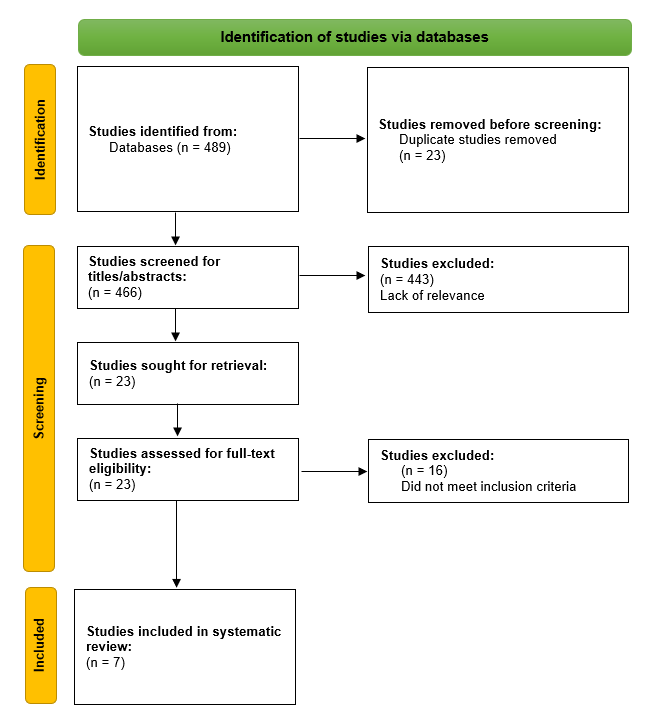 Identification of studies via databases
Identification
Studies identified from:
Databases (n = 489)
Studies removed before screening:
Duplicate studies removed
(n = 23)
Screening
Studies screened for
titles/abstracts:
(n = 466)
Studies excluded:
(n = 443)
Lack of relevance
Studies sought for retrieval:
(n = 23)
Studies assessed for full-text
eligibility:
(n = 23)
Studies excluded:
(n = 16)
Did not meet inclusion criteria
Included
Studies included in systematic
review:
(n = 7)